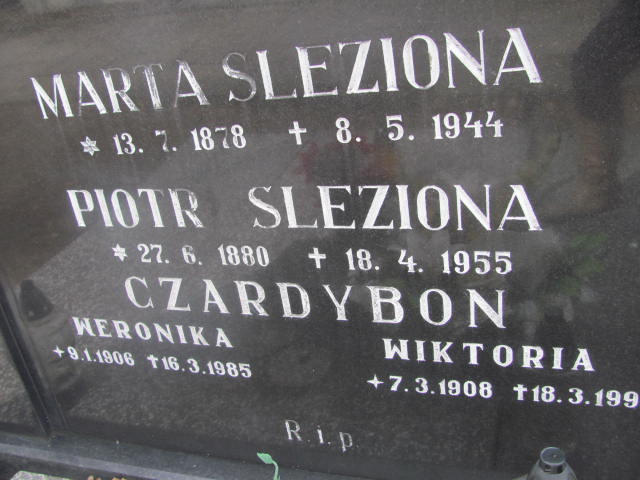 MARTA SLEZIONA
* 13. 7. 1878 ✝ 8. 5. 1944
PIOTR SLEZIONA
* 27. 6. 1880 ✝ 18. 4. 1955
CZARDYBON
WERONIKA
*9.1.1906 ✝16.3.1985
WIKTORIA
*7.3.1908 ✝18.3.199
R.i.p.